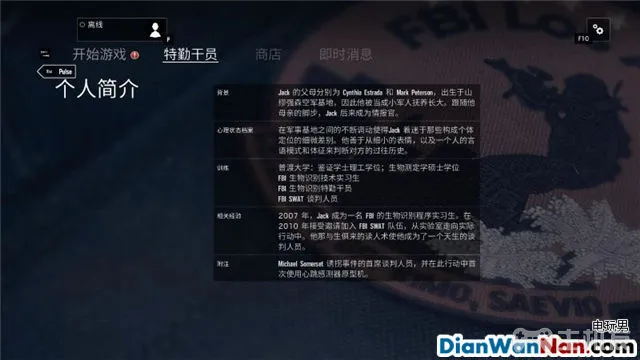 离线
P
F10
开始游戏
特勤干员
商店
即时消息
Esc Pulse
个人简介
FBI
背景
Jack 的父母分别为 Cynthia Estrada 和 Mark Peterson，出生于山
缪强森空军基地，因此他被当成小军人抚养长大。跟随他
母亲的脚步，Jack 后来成为情报官。
心理状态档案
在军事基地之间的不断调动使得Jack 着迷于那些构成个体
定位的细微差别。他善于从细小的表情，以及一个人的言
语模式和体征来判断对方的过往历史。
训练
普渡大学：鉴证学士理工学位；生物测定学硕士学位
FBI 生物识别技术实习生
FBI 生物识别特勤干员
FBI SWAT 谈判人员
相关经验
2007 年，Jack 成为一名 FBI 的生物识别程序实习生。在
2010 年接受邀请加入 FBI SWAT 队伍，从实验室走向实际
行动中。他那与生俱来的读人术使他成为了一个天生的谈
判人员。
附注
Michael Somerset 诱拐事件的首席谈判人员，并在此行动中首
次使用心跳感测器原型机。
SAEVIO
电玩男
DianWanNan.com